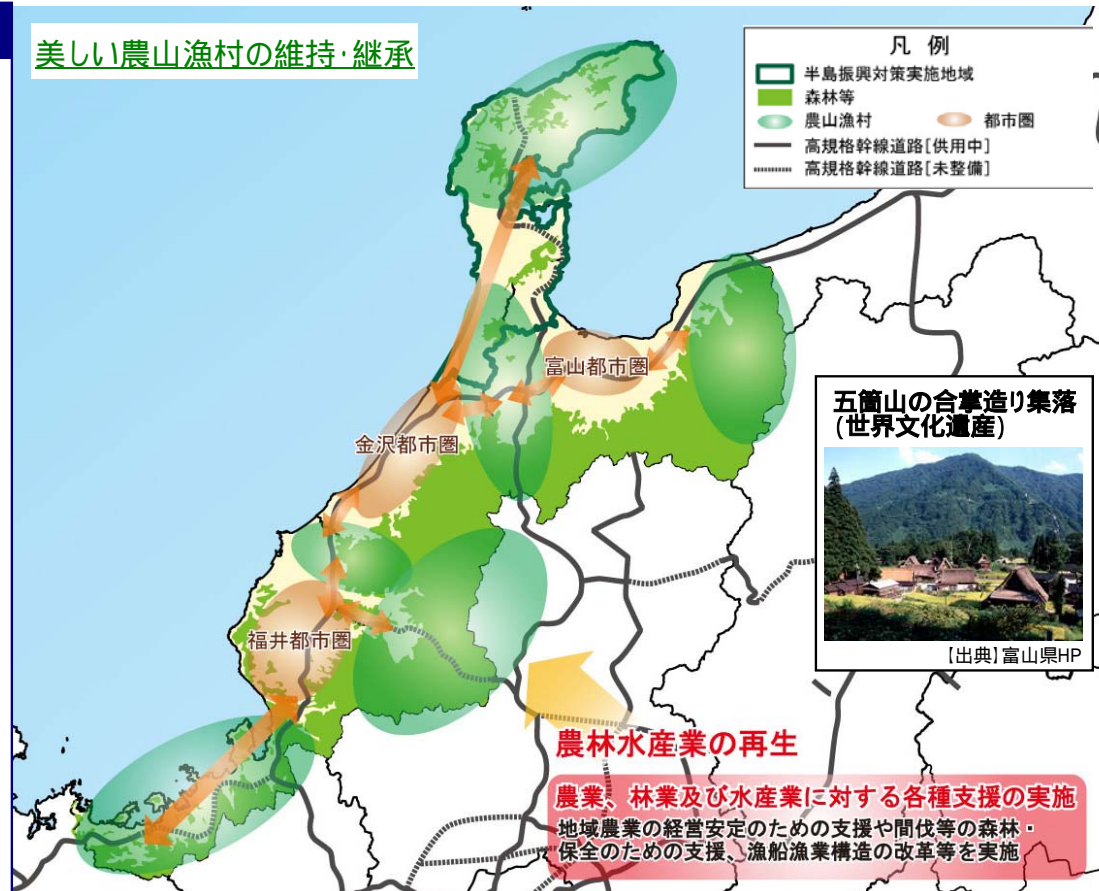 美しい農山漁村の維持・継承
凡 例
半島振興対策実施地域
森林等
農山漁村
都市圏
高規格幹線道路[供用中]
高規格幹線道路[未整備]
富山都市圏
金沢都市圏
福井都市圏
五箇山の合掌造り集落
(世界文化遺産)
【出典】富山県HP
農林水産業の再生
農業、林業及び水産業に対する各種支援の実施
地域農業の経営安定のための支援や間伐等の森林・
保全のための支援、漁船漁業構造の改革等を実施